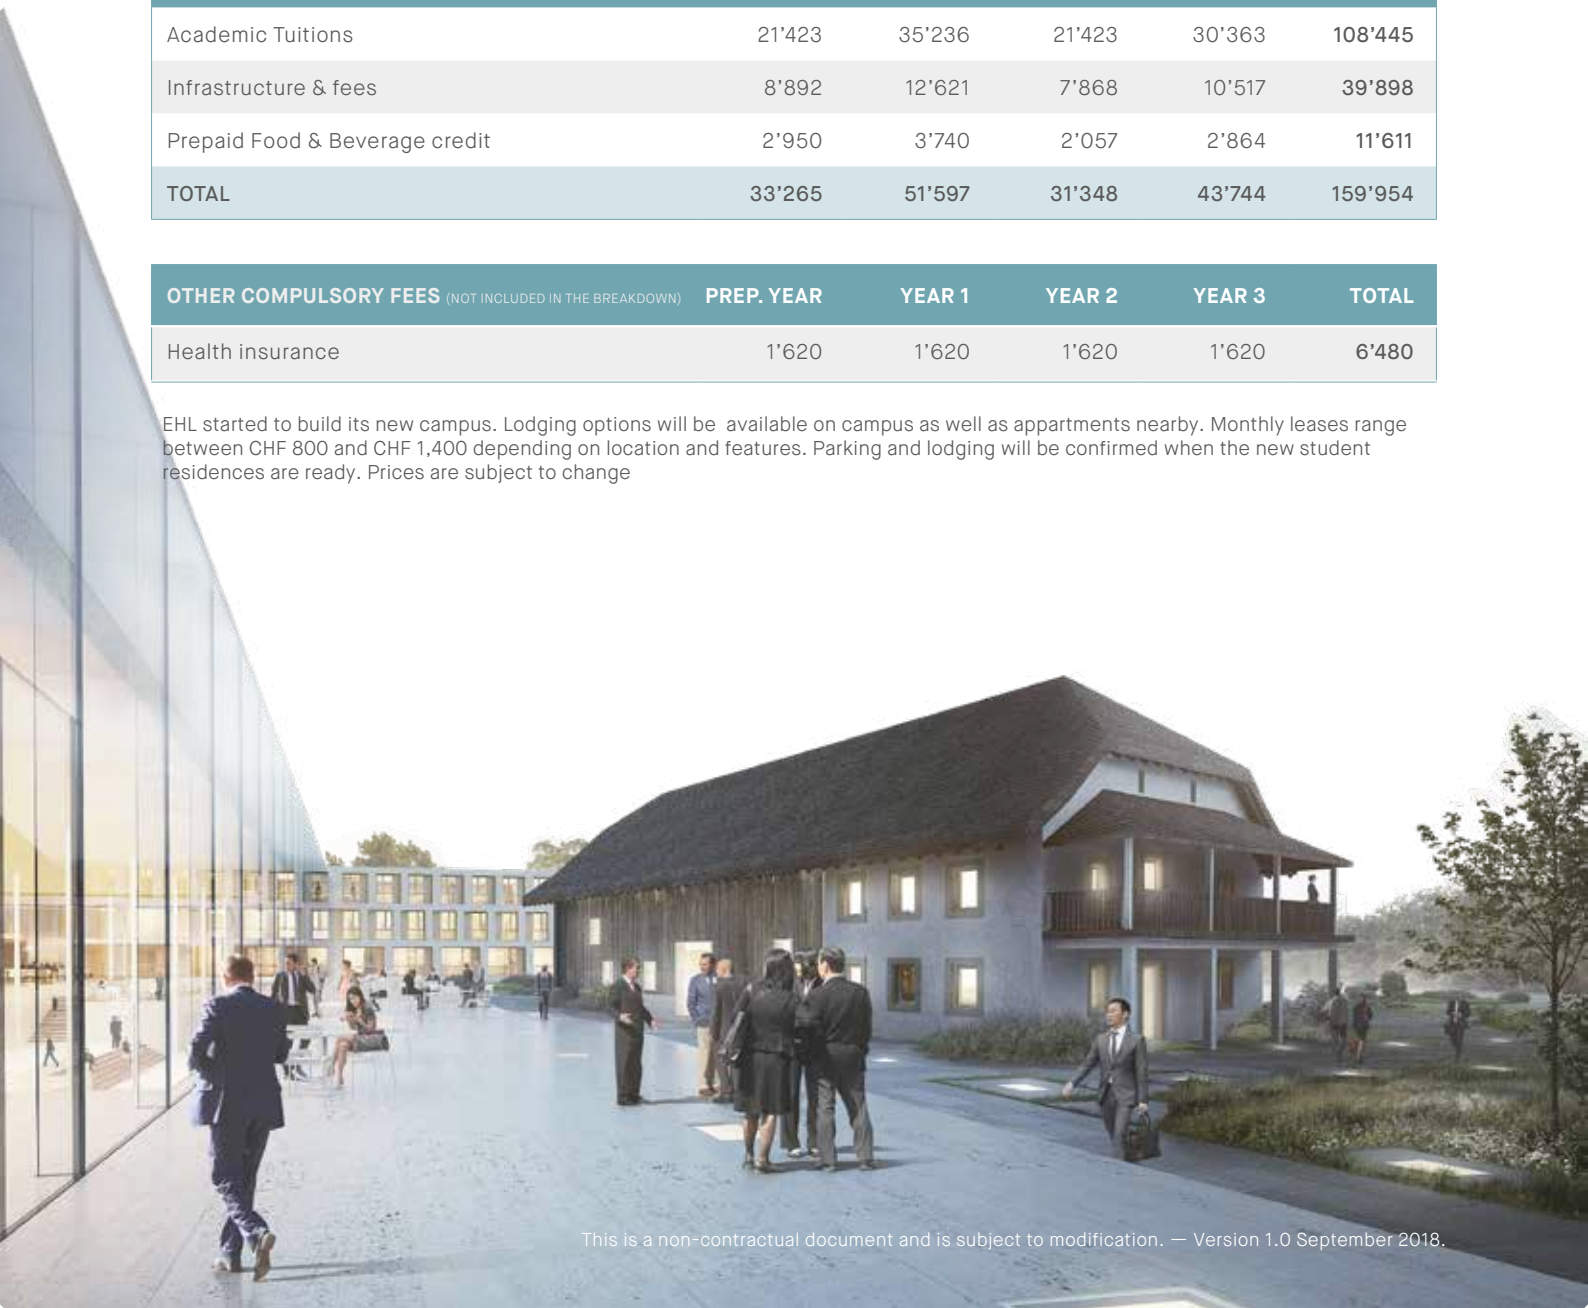 Academic Tuitions 21’423 35’236 21’423 30’363 108’445
Infrastructure & fees 8’892 12’621 7’868 10’517 39’898
Prepaid Food & Beverage credit 2’950 3’740 2’057 2’864 11’611
TOTAL 33’265 51’597 31’348 43’744 159’954
OTHER COMPULSORY FEES (NOT INCLUDED IN THE BREAKDOWN) PREP. YEAR YEAR 1 YEAR 2 YEAR 3 TOTAL
Health insurance 1’620 1’620 1’620 1’620 6’480
EHL started to build its new campus. Lodging options will be available on campus as well as appartments nearby. Monthly leases range
between CHF 800 and CHF 1,400 depending on location and features. Parking and lodging will be confirmed when the new student
residences are ready. Prices are subject to change
This is a non-contractual document and is subject to modification. — Version 1.0 September 2018.